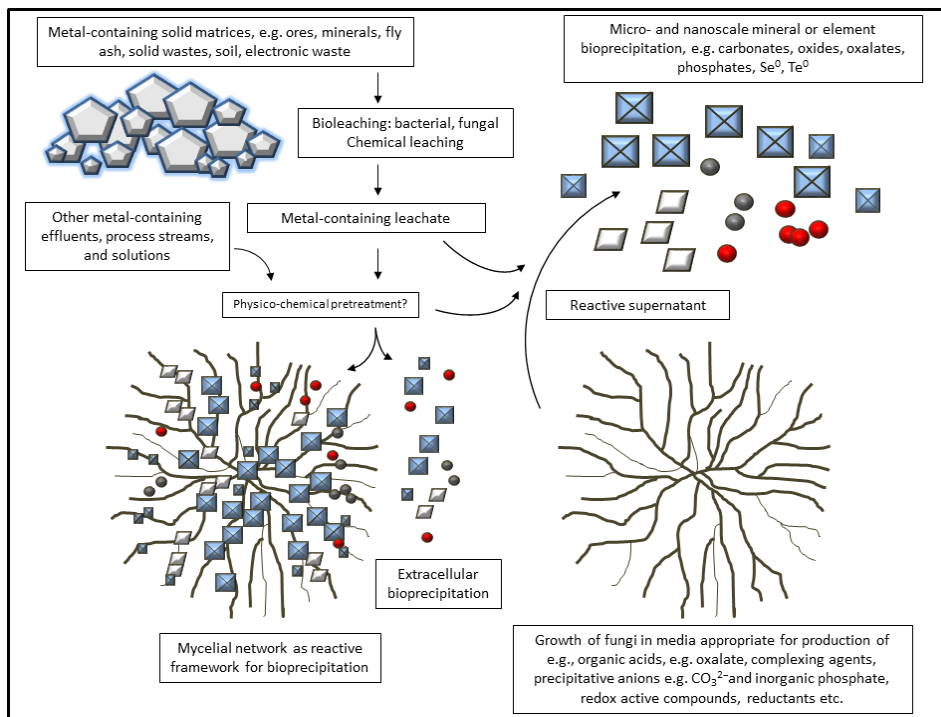 Metal-containing solid matrices, e.g. ores, minerals, fly
ash, solid wastes, soil, electronic waste
Micro- and nanoscale mineral or element
bioprecipitation, e.g. carbonates, oxides, oxalates,
phosphates, Se⁰, Te⁰
Bioleaching: bacterial, fungal
Chemical leaching
Other metal-containing
effluents, process streams,
and solutions
Metal-containing leachate
Physico-chemical pretreatment?
Reactive supernatant
Extracellular
bioprecipitation
Mycelial network as reactive
framework for bioprecipitation
Growth of fungi in media appropriate for production of
e.g., organic acids, e.g. oxalate, complexing agents,
precipitative anions e.g. CO₃²⁻and inorganic phosphate,
redox active compounds, reductants etc.